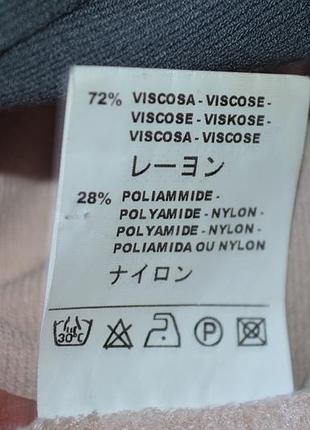 72% VISCOSA - VISCOSE -
VISCOSE - VISKOSE -
VISCOSA - VISCOSE
レーヨン
28% POLIAMMIDE -
POLYAMIDE - NYLON -
POLYAMIDE - NYLON -
POLIAMIDA OU NYLON
ナイロン
30°C P